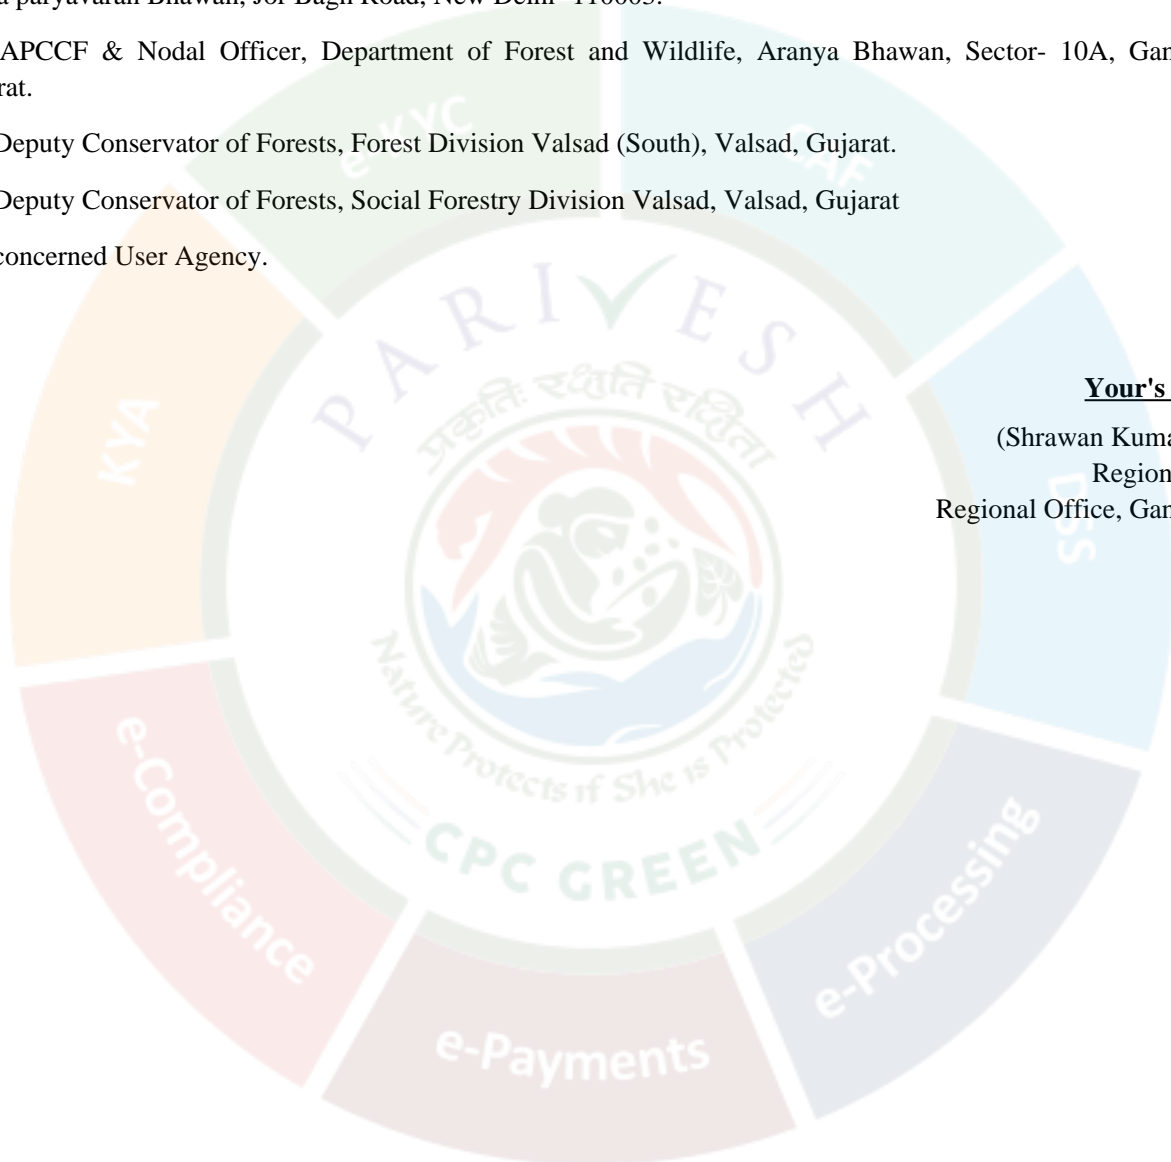 a paryavaran Bhawan, Jor Bagh Road, New Delhi- 110003.
APCCF & Nodal Officer, Department of Forest and Wildlife, Aranya Bhawan, Sector- 10A, Gan
rat.
Deputy Conservator of Forests, Forest Division Valsad (South), Valsad, Gujarat.
Deputy Conservator of Forests, Social Forestry Division Valsad, Valsad, Gujarat
concerned User Agency.
Your's
(Shrawan Kuma
Region
Regional Office, Gan
e-KYC
CAF
KYA
DSS
PARIVESH
प्रकृतिः रक्षति रक्षिता
Nature Protects if She is Protected
CPC GREEN
e-Compliance
e-Processing
e-Payments